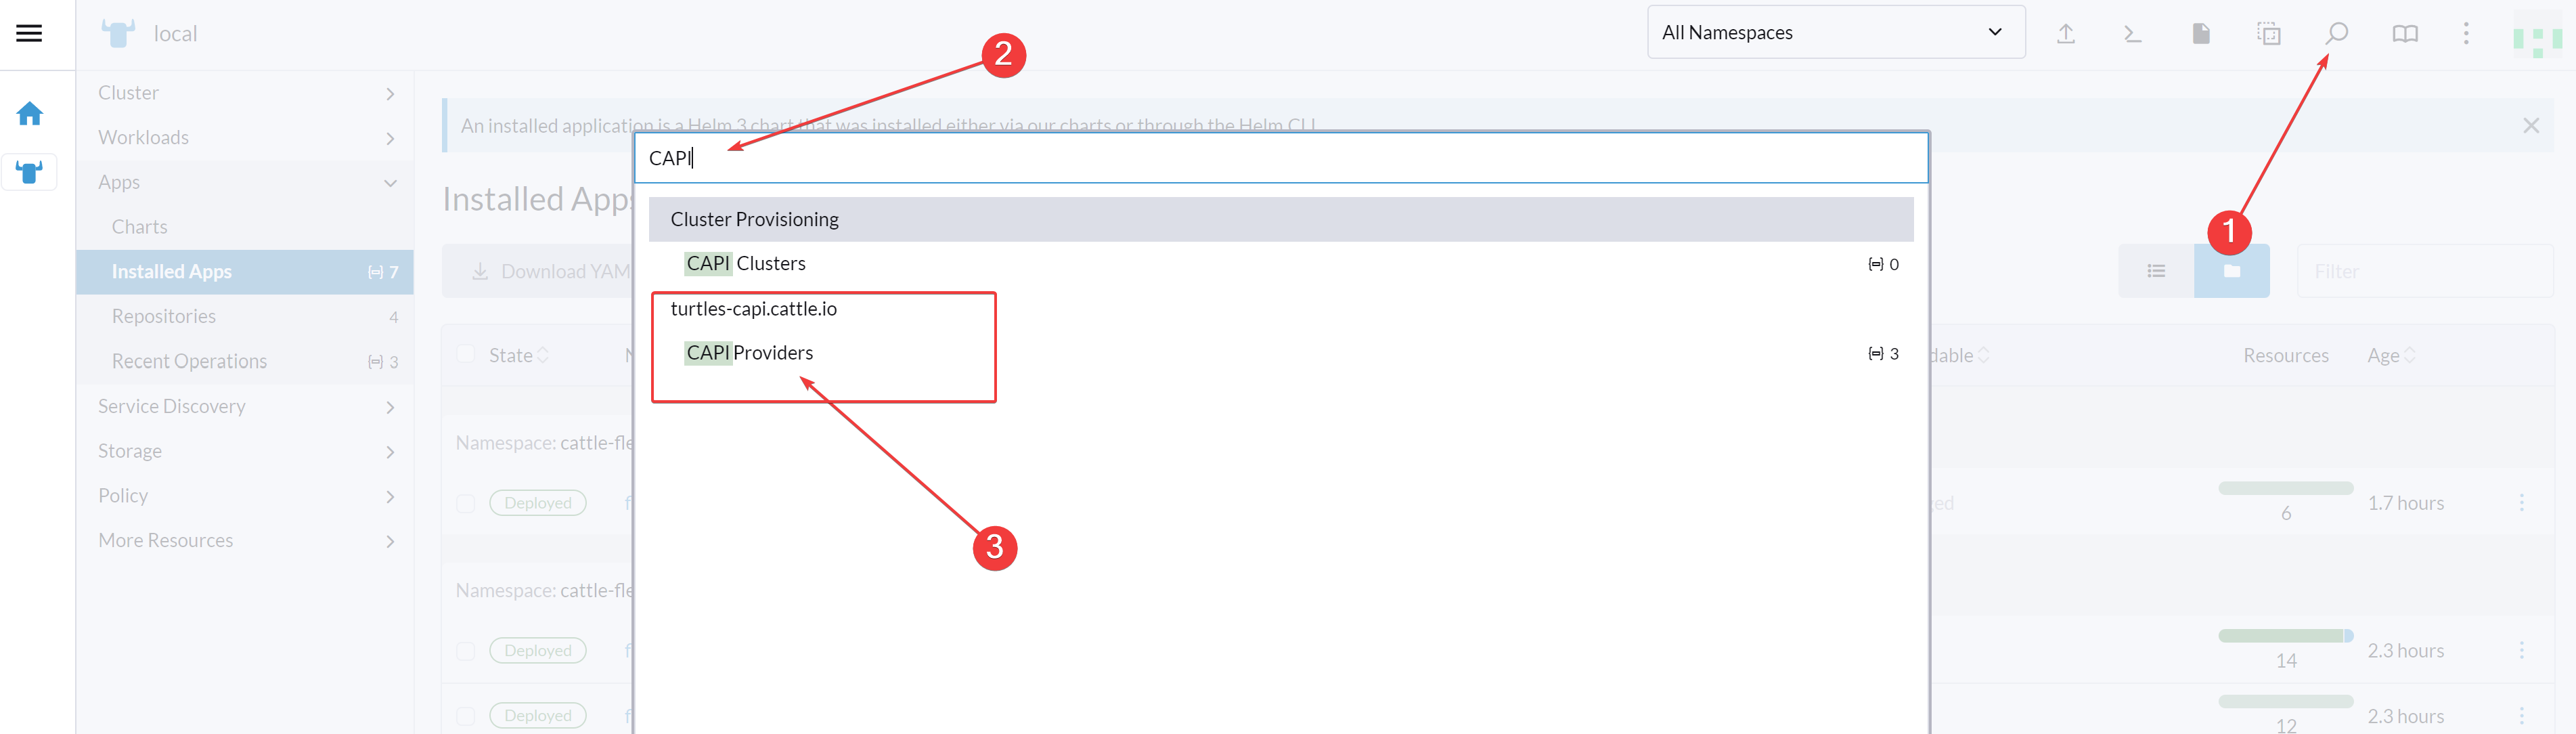 local
All Namespaces
2
1
3
Cluster
Workloads
Apps
Charts
Installed Apps 7
Repositories 4
Recent Operations 3
Service Discovery
Storage
Policy
More Resources
An installed application is a Helm 3 chart that was installed either via our charts or through the Helm CLI
Installed Apps
Download YAM
Filter
CAPI
Cluster Provisioning
CAPI Clusters 0
turtles-capi.cattle.io
CAPIProviders 3
State N dable Resources Age
Namespace: cattle-fle
Deployed f ged 6 1.7 hours
Namespace: cattle-fle
Deployed f 14 2.3 hours
Deployed f 12 2.3 hours